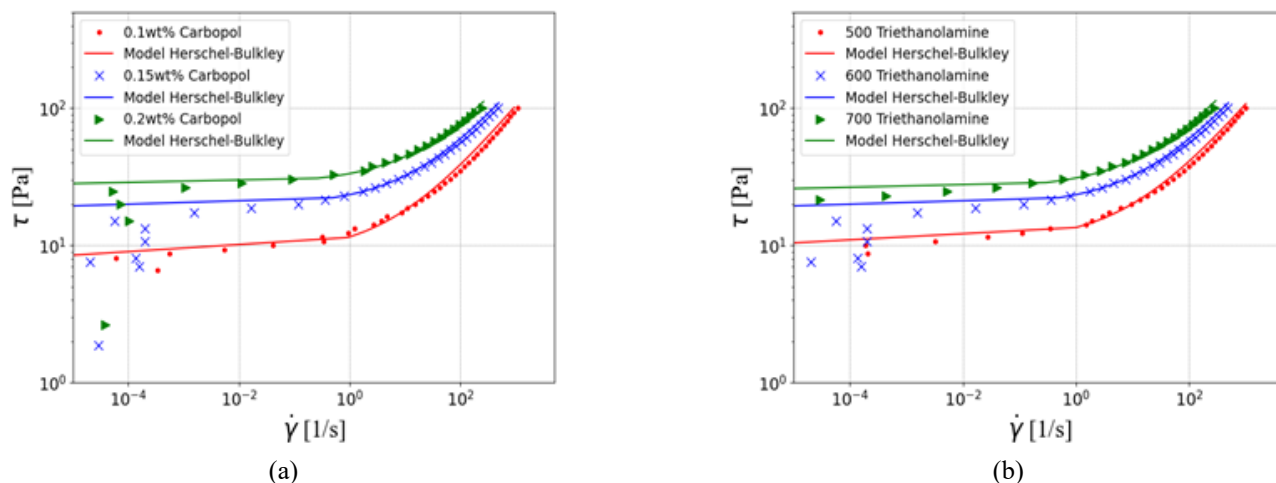 0.1wt% Carbopol
Model Herschel-Bulkley
0.15wt% Carbopol
Model Herschel-Bulkley
0.2wt% Carbopol
Model Herschel-Bulkley
10²
10¹
10⁰
τ [Pa]
10⁻⁴
10⁻²
10⁰
10²
γ̇ [1/s]
(a)
500 Triethanolamine
Model Herschel-Bulkley
600 Triethanolamine
Model Herschel-Bulkley
700 Triethanolamine
Model Herschel-Bulkley
10²
10¹
10⁰
τ [Pa]
10⁻⁴
10⁻²
10⁰
10²
γ̇ [1/s]
(b)